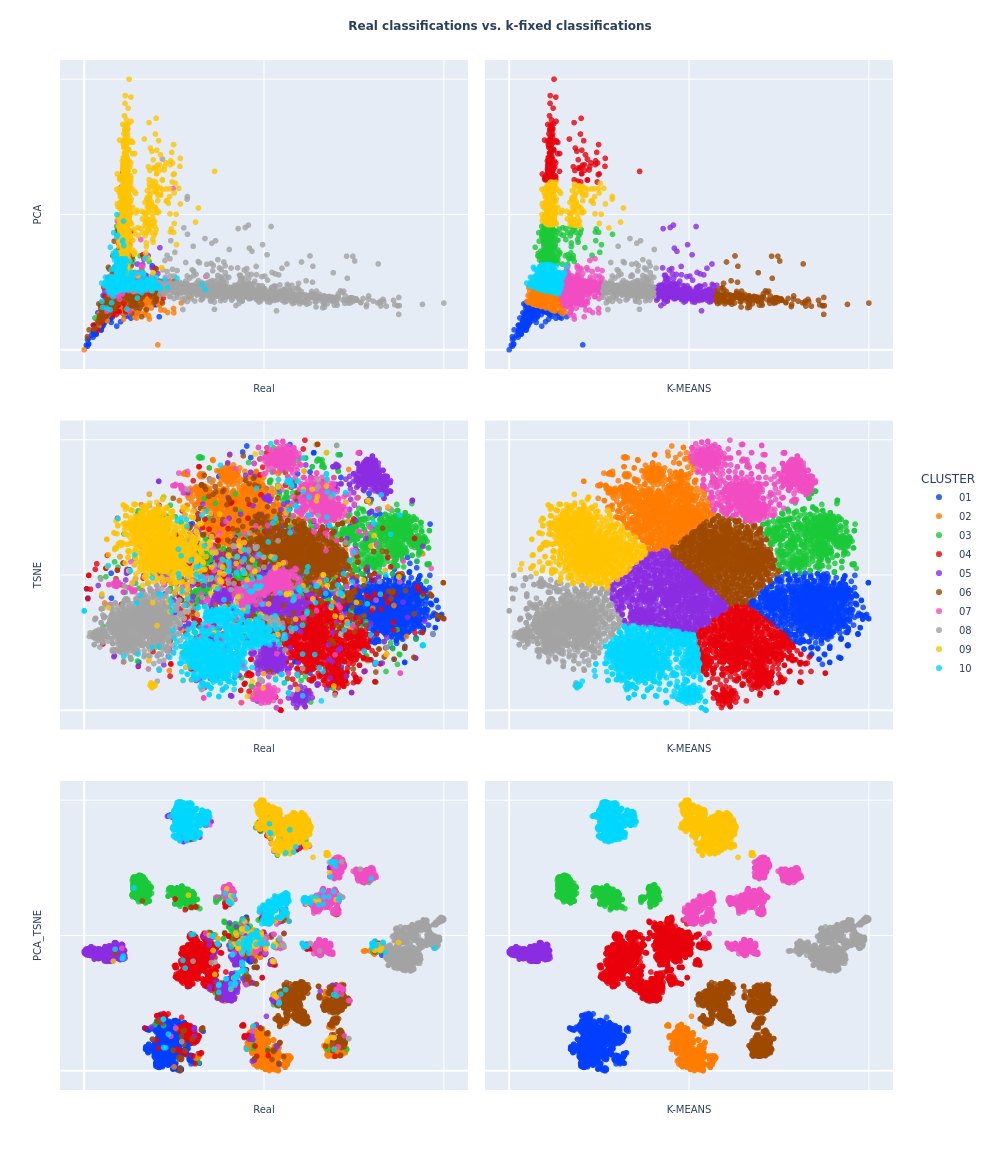 Real classifications vs. k-fixed classifications
PCA
Real
K-MEANS
TSNE
Real
K-MEANS
CLUSTER
01
02
03
04
05
06
07
08
09
10
PCA_TSNE
Real
K-MEANS